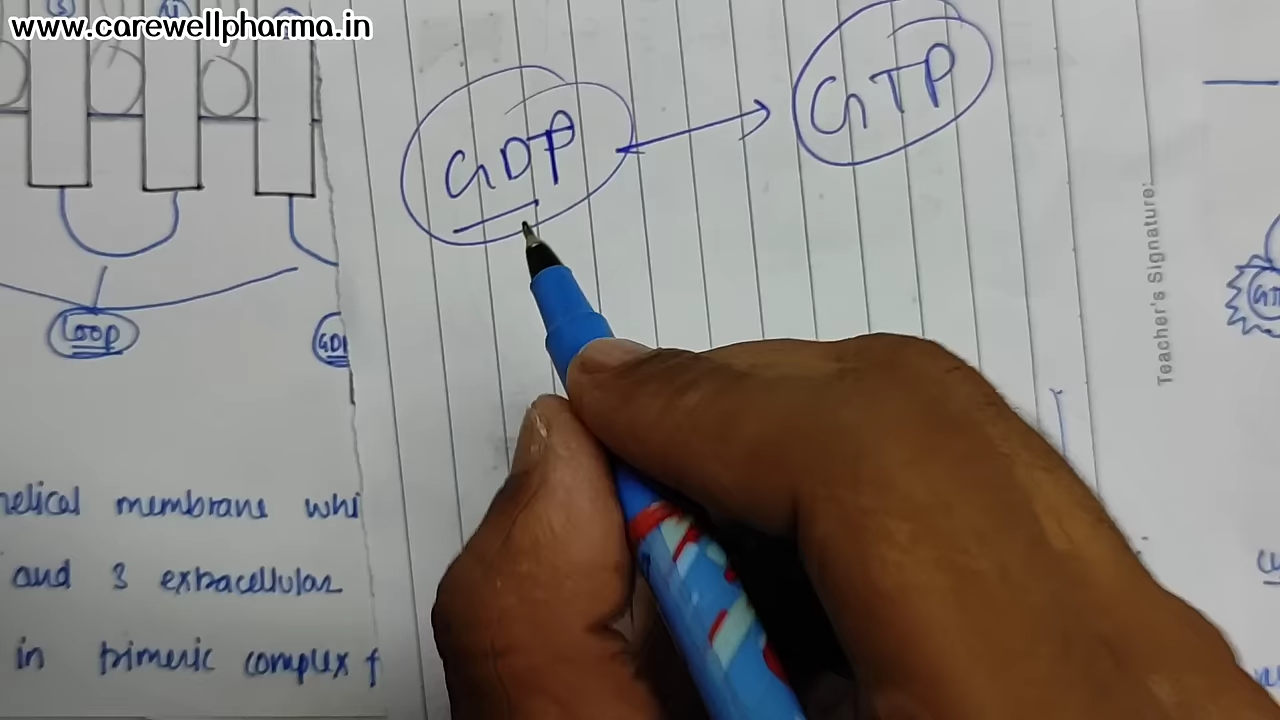 www.carewellpharma.in
GTP
GDP
Teacher's Signature:
Loop
helical membrane whi
and 3 extracellular
in trimeric complex f